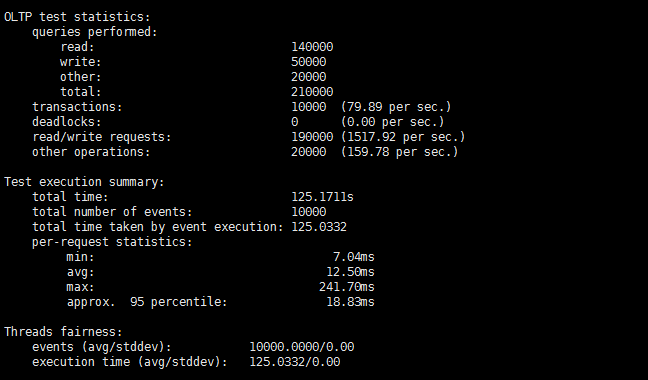 OLTP test statistics:
queries performed:
read: 140000
write: 50000
other: 20000
total: 210000
transactions: 10000 (79.89 per sec.)
deadlocks: 0 (0.00 per sec.)
read/write requests: 190000 (1517.92 per sec.)
other operations: 20000 (159.78 per sec.)
Test execution summary:
total time: 125.1711s
total number of events: 10000
total time taken by event execution: 125.0332
per-request statistics:
min: 7.04ms
avg: 12.50ms
max: 241.70ms
approx. 95 percentile: 18.83ms
Threads fairness:
events (avg/stddev): 10000.0000/0.00
execution time (avg/stddev): 125.0332/0.00